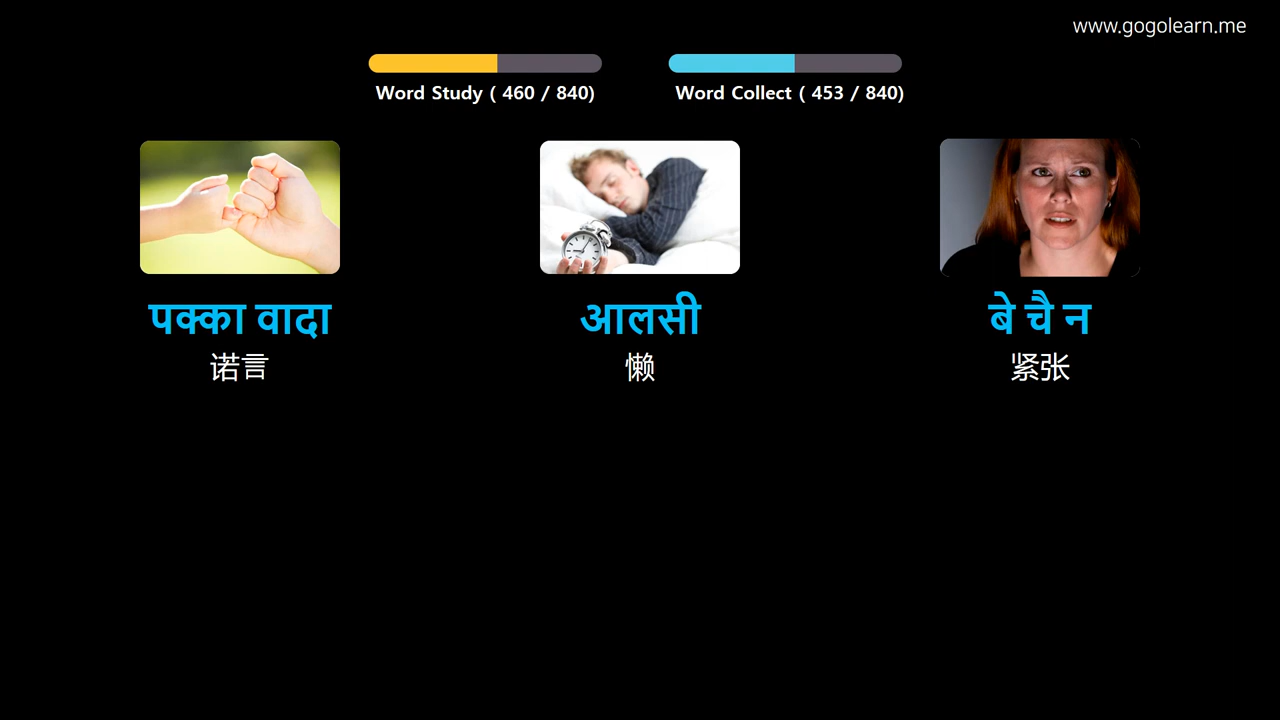 www.gogolearn.me
Word Study ( 460 / 840)
Word Collect ( 453 / 840)
पक्का वादा
诺言
आलसी
懒
बे चै न
紧张